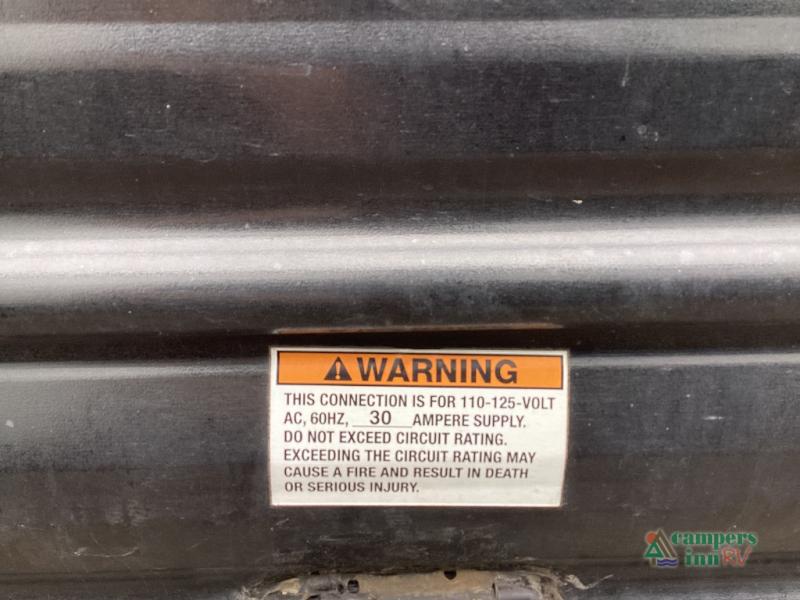 WARNING
THIS CONNECTION IS FOR 110-125-VOLT
AC, 60HZ, 30 AMPERE SUPPLY.
DO NOT EXCEED CIRCUIT RATING.
EXCEEDING THE CIRCUIT RATING MAY
CAUSE A FIRE AND RESULT IN DEATH
OR SERIOUS INJURY.
campers
inn RV